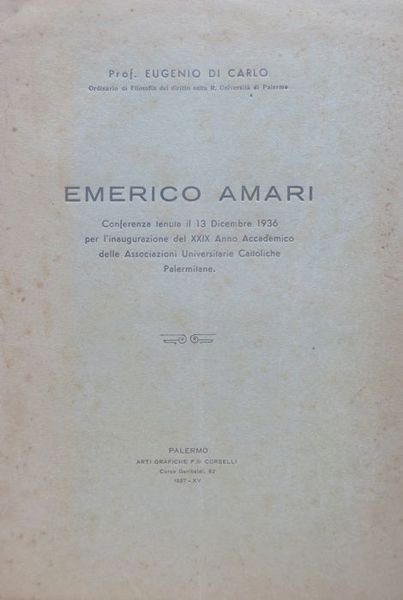 Prof. EUGENIO DI CARLO
Ordinario di Filosofia del diritto nella R. Università di Palermo
EMERICO AMARI
Conferenza tenuta il 13 Dicembre 1936
per l'inaugurazione del XXIX Anno Accademico
delle Associazioni Universitarie Cattoliche
Palermitane.
PALERMO
ARTI GRAFICHE F.lli CORSELLI
Corso Garibaldi, 82
1937 - XV